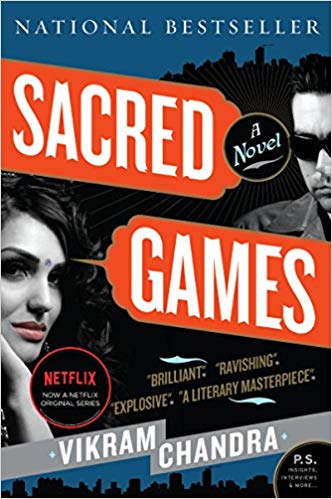 NATIONAL BESTSELLER
SACRED
A
Novel
GAMES
NETFLIX
NOW A NETFLIX
ORIGINAL SERIES
"BRILLIANT". "RAVISHING".
"EXPLOSIVE". "A LITERARY MASTERPIECE".
VIKRAM CHANDRA
P.S.
INSIGHTS,
INTERVIEWS
& MORE...